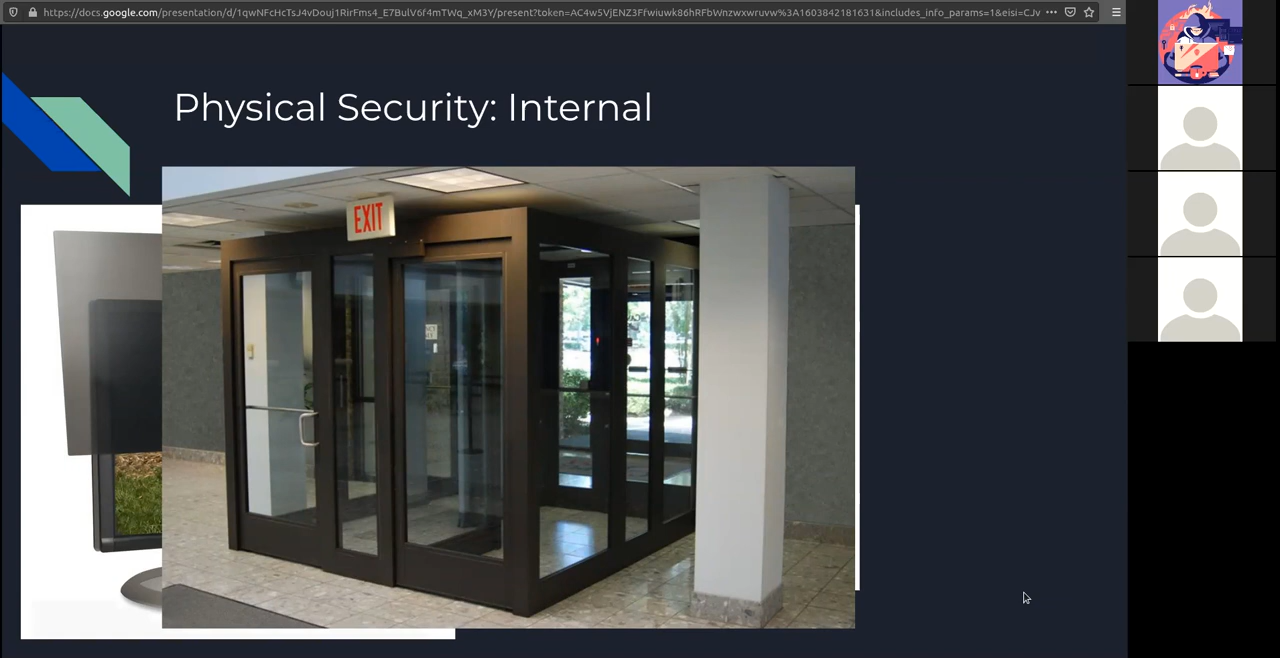 https://docs.google.com/presentation/d/1qwNFcHcTsJ4vDouj1RirFms4_E7BulV6f4mTWq_xM3Y/present?token=AC4w5VjENZ3Ffwiuwk86hRFbWnzwxwruvw%3A1603842181631&includes_info_params=1&eisi=CJv
Physical Security: Internal
EXIT